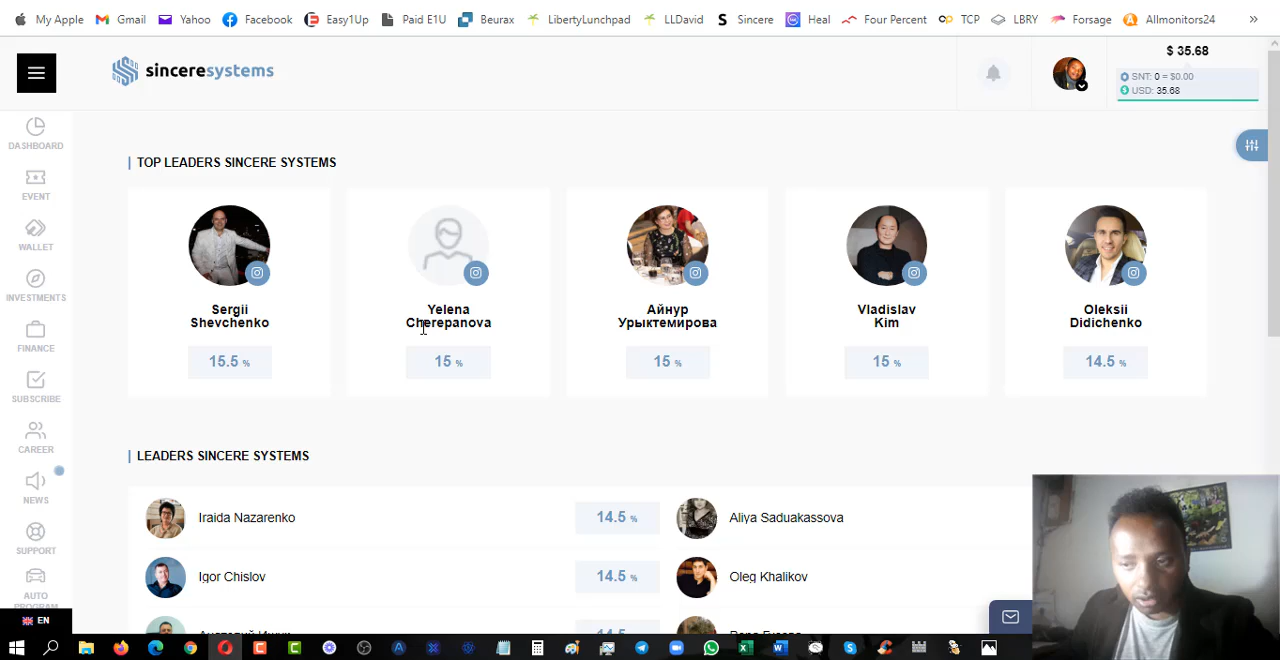 My Apple Gmail Yahoo Facebook Easy1Up Paid E1U Beurax LibertyLunchpad LLDavid Sincere Heal Four Percent TCP LBRY Forsage Allmonitors24 »
sinceresystems
$ 35.68
SNT: 0 = $0.00
USD: 35.68
DASHBOARD
EVENT
WALLET
INVESTMENTS
FINANCE
SUBSCRIBE
CAREER
NEWS
SUPPORT
AUTO
PROGRAM
EN
TOP LEADERS SINCERE SYSTEMS
Sergii
Shevchenko
15.5 %
Yelena
Cherepanova
15 %
Айнур
Урыктемирова
15 %
Vladislav
Kim
15 %
Oleksii
Didichenko
14.5 %
LEADERS SINCERE SYSTEMS
Iraida Nazarenko 14.5 % Aliya Saduakassova
Igor Chislov 14.5 % Oleg Khalikov
14.5 %